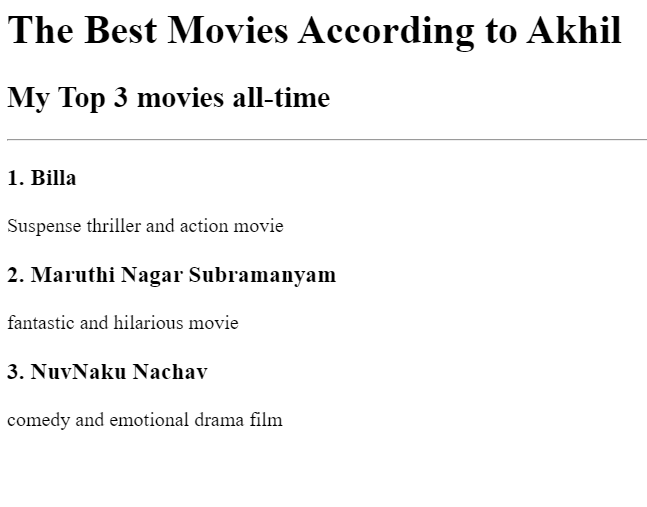 The Best Movies According to Akhil
My Top 3 movies all-time
1. Billa
Suspense thriller and action movie
2. Maruthi Nagar Subramanyam
fantastic and hilarious movie
3. NuvNaku Nachav
comedy and emotional drama film